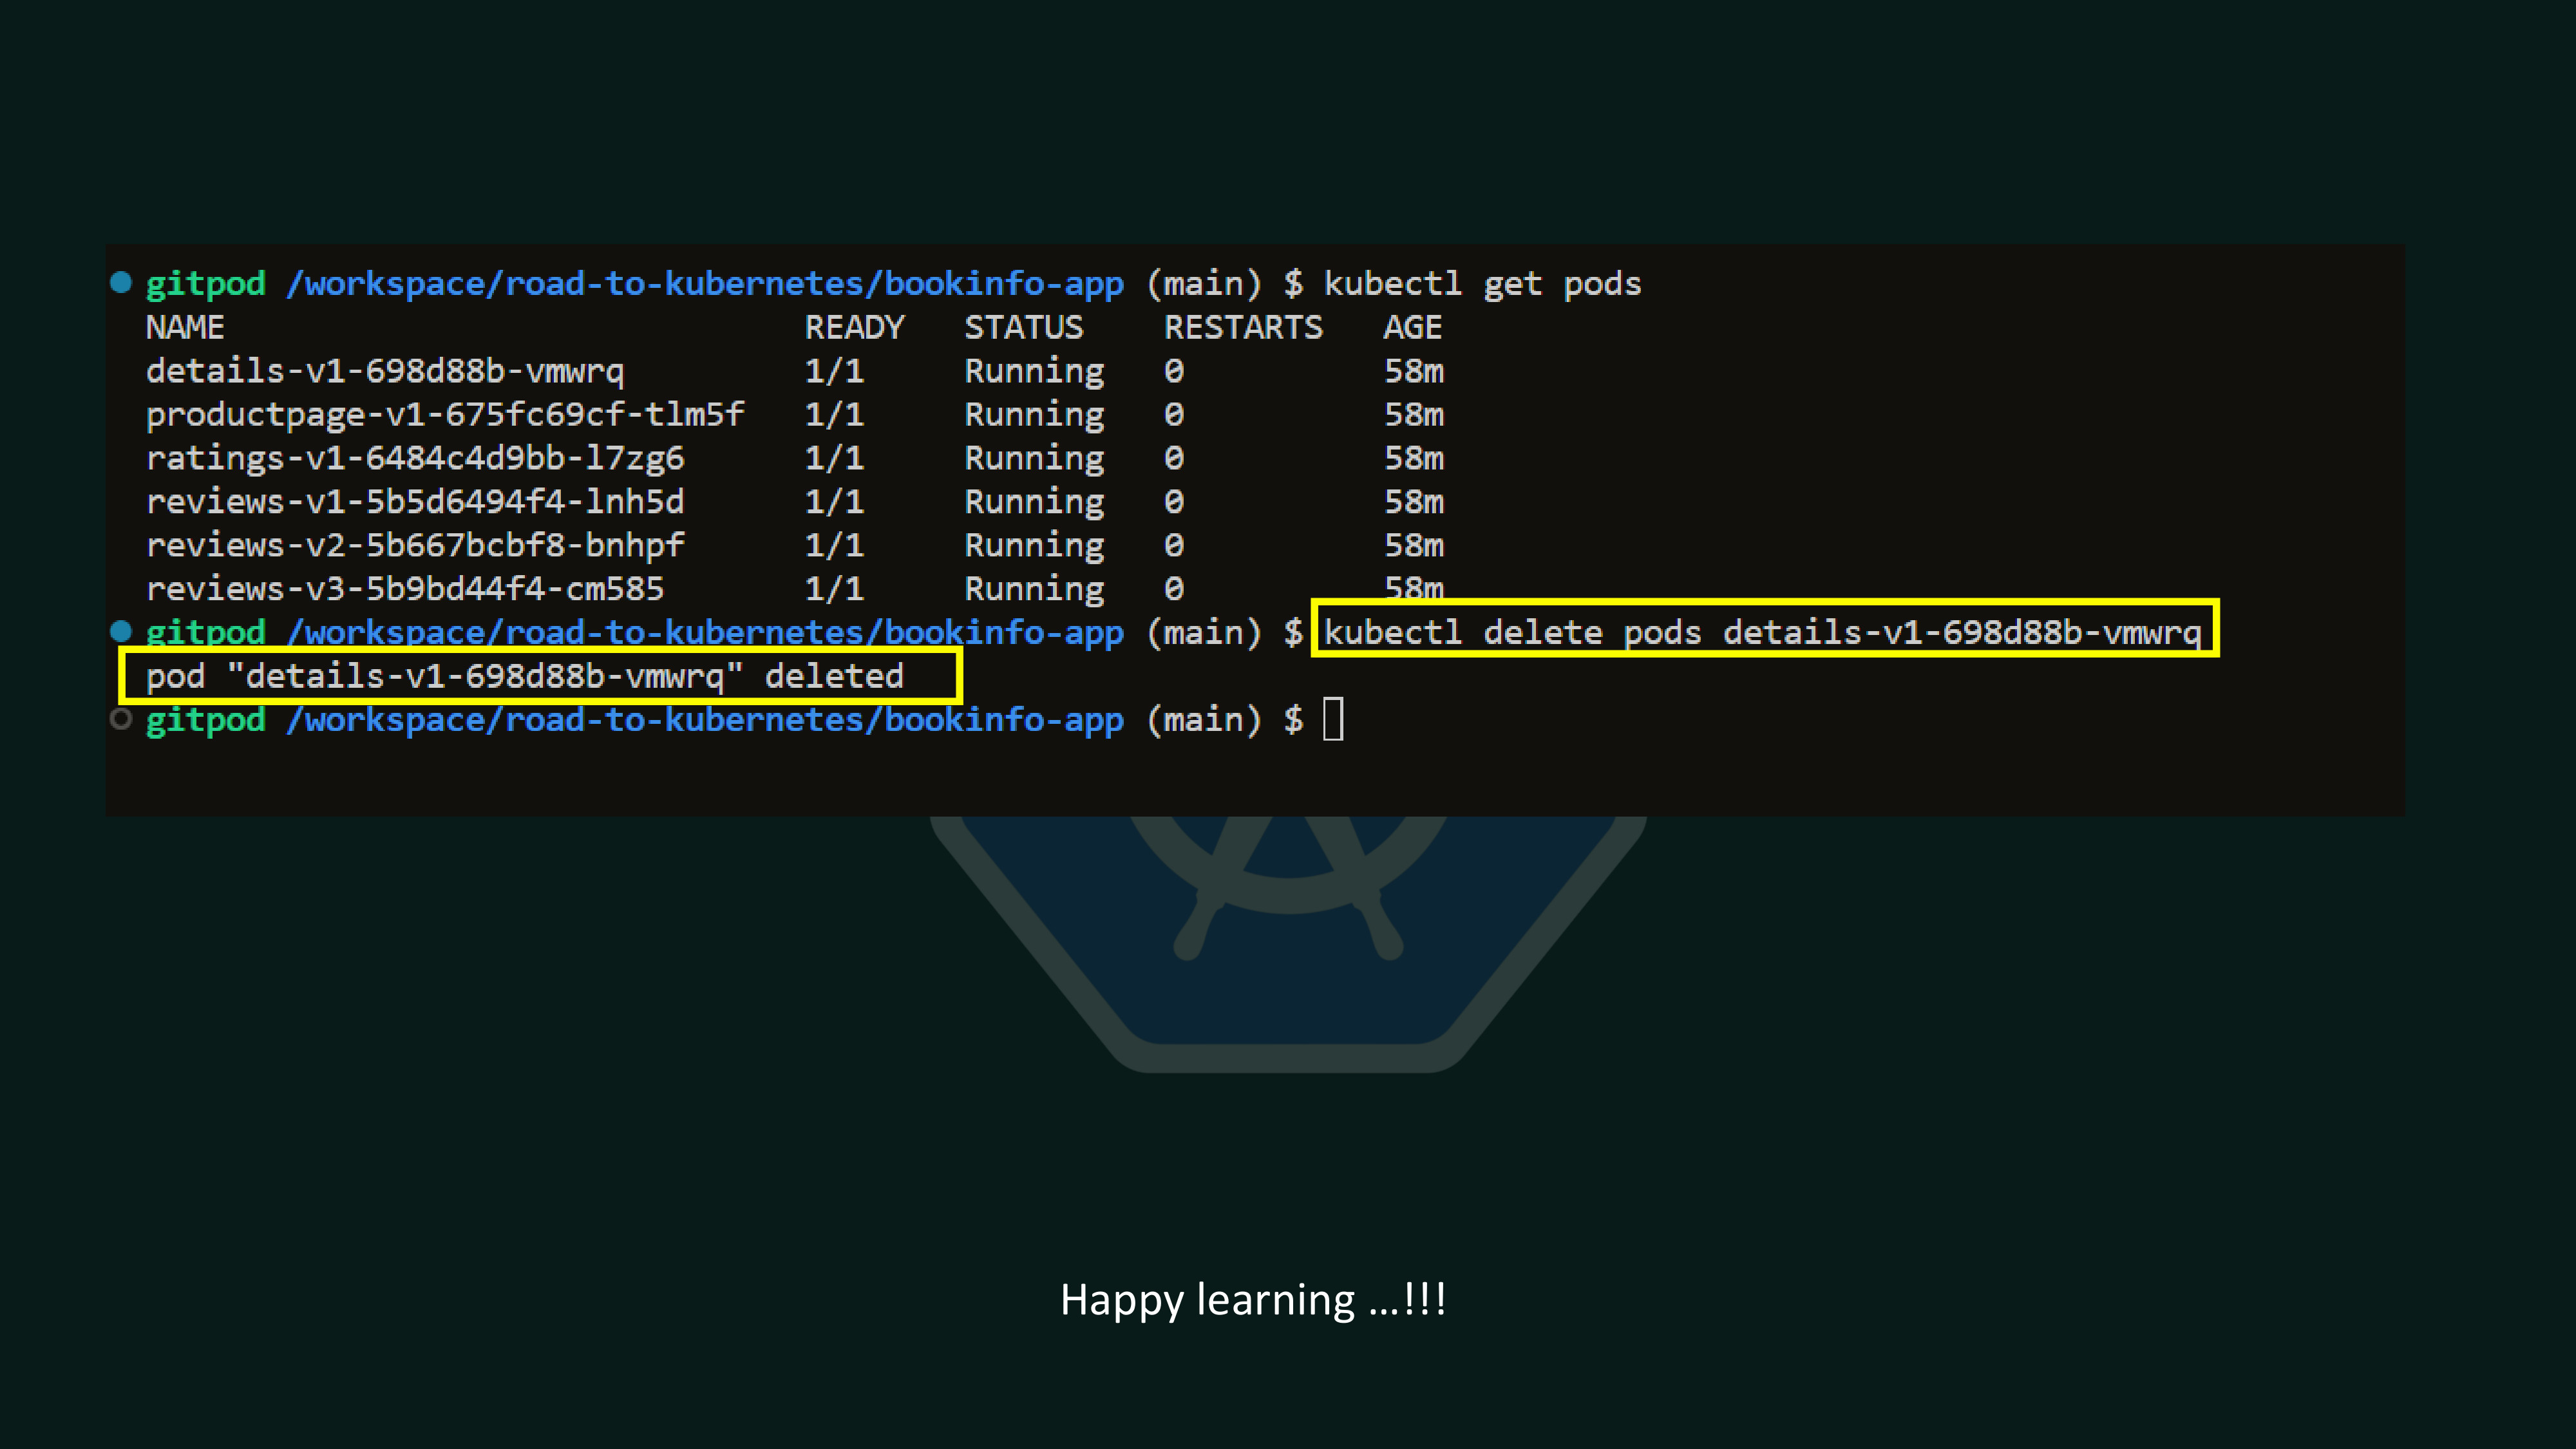 gitpod /workspace/road-to-kubernetes/bookinfo-app (main) $ kubectl get pods
NAME READY STATUS RESTARTS AGE
details-v1-698d88b-vmwrq 1/1 Running 0 58m
productpage-v1-675fc69cf-tlm5f 1/1 Running 0 58m
ratings-v1-6484c4d9bb-l7zg6 1/1 Running 0 58m
reviews-v1-5b5d6494f4-lnh5d 1/1 Running 0 58m
reviews-v2-5b667bcbf8-bnhpf 1/1 Running 0 58m
reviews-v3-5b9bd44f4-cm585 1/1 Running 0 58m
gitpod /workspace/road-to-kubernetes/bookinfo-app (main) $ kubectl delete pods details-v1-698d88b-vmwrq
pod "details-v1-698d88b-vmwrq" deleted
gitpod /workspace/road-to-kubernetes/bookinfo-app (main) $
Happy learning ...!!!